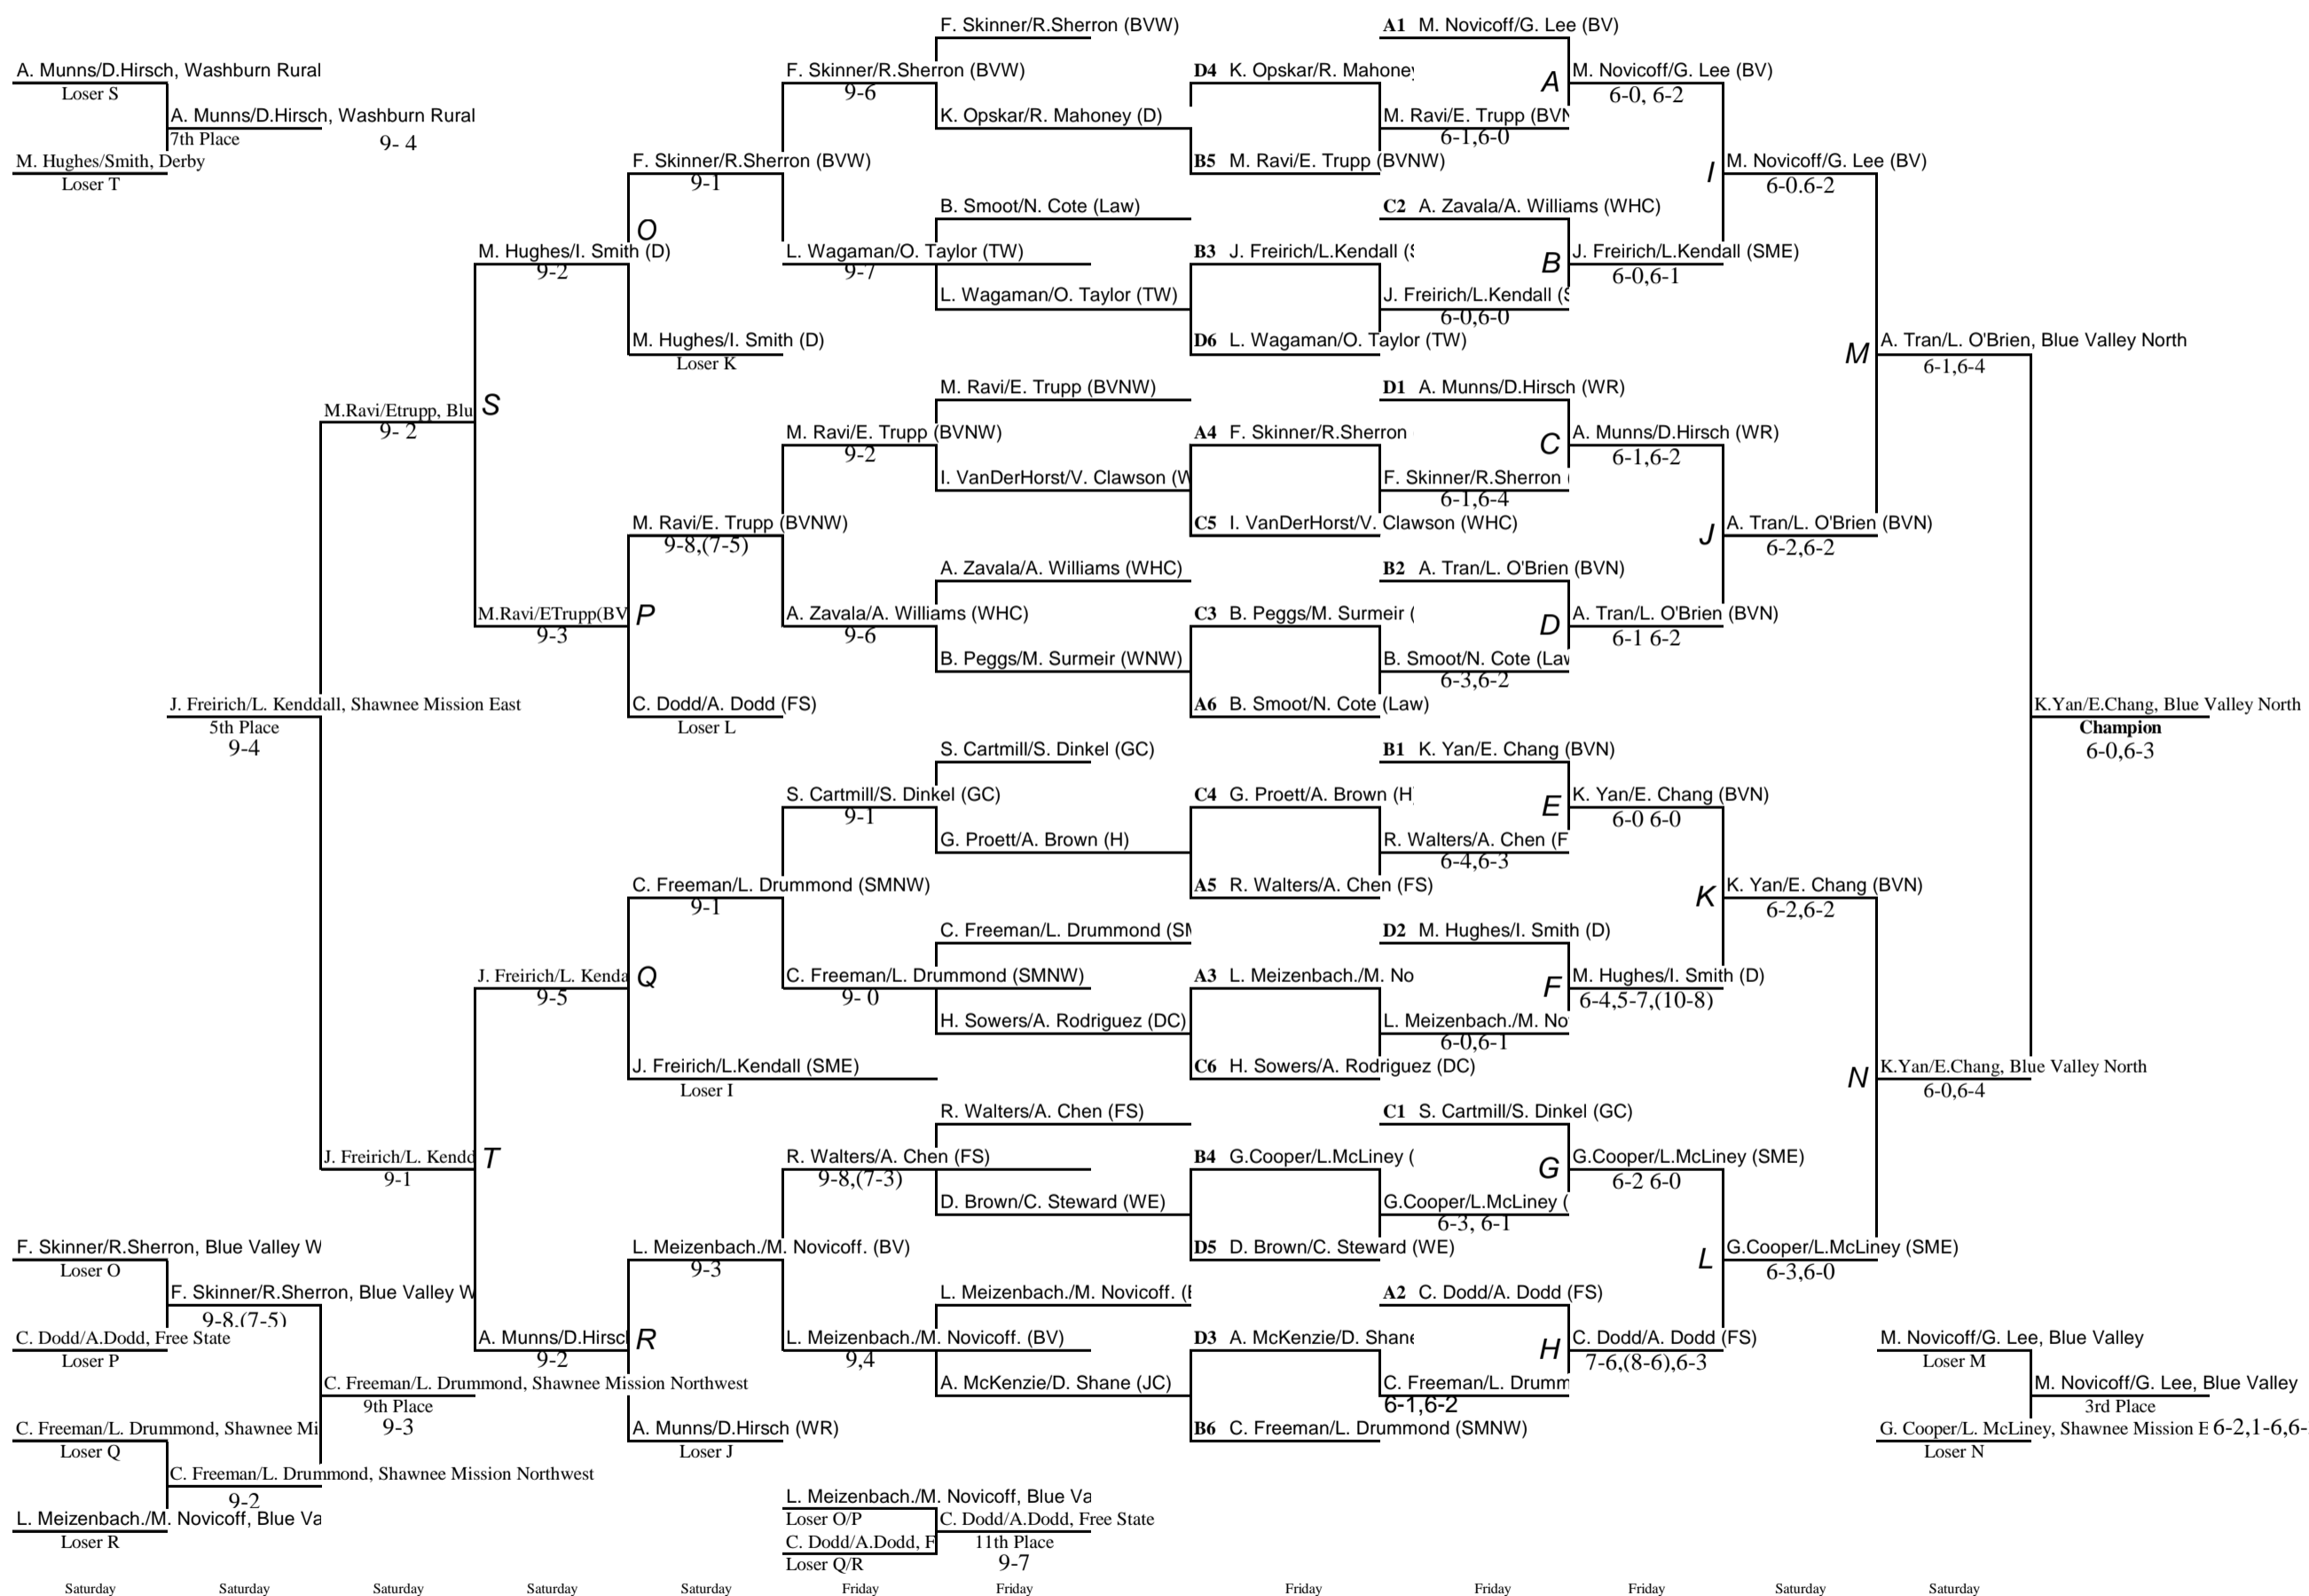 F. Skinner/R.Sherron (BVW)
A1 M. Novicoff/G. Lee (BV)
A. Munns/D.Hirsch, Washburn Rural
Loser S
F. Skinner/R.Sherron (BVW)
9-6
D4 K. Opskar/R. Mahoney
A
M. Novicoff/G. Lee (BV)
6-0, 6-2
A. Munns/D.Hirsch, Washburn Rural
7th Place
9- 4
K. Opskar/R. Mahoney (D)
M. Ravi/E. Trupp (BVN
6-1,6-0
M. Hughes/Smith, Derby
Loser T
F. Skinner/R.Sherron (BVW)
9-1
B5 M. Ravi/E. Trupp (BVNW)
I
M. Novicoff/G. Lee (BV)
6-0.6-2
B. Smoot/N. Cote (Law)
C2 A. Zavala/A. Williams (WHC)
O
M. Hughes/I. Smith (D)
9-2
L. Wagaman/O. Taylor (TW)
9-7
B3 J. Freirich/L.Kendall (S
B
J. Freirich/L.Kendall (SME)
6-0,6-1
L. Wagaman/O. Taylor (TW)
J. Freirich/L.Kendall (S
6-0,6-0
M. Hughes/I. Smith (D)
Loser K
D6 L. Wagaman/O. Taylor (TW)
M
A. Tran/L. O'Brien, Blue Valley North
6-1,6-4
M. Ravi/E. Trupp (BVNW)
D1 A. Munns/D.Hirsch (WR)
M.Ravi/Etrupp, Blu
9- 2
S
M. Ravi/E. Trupp (BVNW)
9-2
A4 F. Skinner/R.Sherron
C
A. Munns/D.Hirsch (WR)
6-1,6-2
I. VanDerHorst/V. Clawson (W
F. Skinner/R.Sherron (
6-1,6-4
M. Ravi/E. Trupp (BVNW)
9-8,(7-5)
C5 I. VanDerHorst/V. Clawson (WHC)
J
A. Tran/L. O'Brien (BVN)
6-2,6-2
A. Zavala/A. Williams (WHC)
B2 A. Tran/L. O'Brien (BVN)
M.Ravi/ETrupp(BV
9-3
P
A. Zavala/A. Williams (WHC)
9-6
C3 B. Peggs/M. Surmeir (
D
A. Tran/L. O'Brien (BVN)
6-1 6-2
B. Peggs/M. Surmeir (WNW)
B. Smoot/N. Cote (Law
6-3,6-2
J. Freirich/L. Kenddall, Shawnee Mission East
5th Place
9-4
C. Dodd/A. Dodd (FS)
Loser L
A6 B. Smoot/N. Cote (Law)
K.Yan/E.Chang, Blue Valley North
Champion
6-0,6-3
S. Cartmill/S. Dinkel (GC)
B1 K. Yan/E. Chang (BVN)
S. Cartmill/S. Dinkel (GC)
9-1
C4 G. Proett/A. Brown (H
E
K. Yan/E. Chang (BVN)
6-0 6-0
G. Proett/A. Brown (H)
R. Walters/A. Chen (F
6-4,6-3
C. Freeman/L. Drummond (SMNW)
9-1
A5 R. Walters/A. Chen (FS)
K
K. Yan/E. Chang (BVN)
6-2,6-2
C. Freeman/L. Drummond (SM
D2 M. Hughes/I. Smith (D)
J. Freirich/L. Kenda
9-5
Q
C. Freeman/L. Drummond (SMNW)
9- 0
A3 L. Meizenbach./M. No
F
M. Hughes/I. Smith (D)
6-4,5-7,(10-8)
H. Sowers/A. Rodriguez (DC)
L. Meizenbach./M. No
6-0,6-1
J. Freirich/L.Kendall (SME)
Loser I
C6 H. Sowers/A. Rodriguez (DC)
N
K.Yan/E.Chang, Blue Valley North
6-0,6-4
R. Walters/A. Chen (FS)
C1 S. Cartmill/S. Dinkel (GC)
J. Freirich/L. Kendd
9-1
T
R. Walters/A. Chen (FS)
9-8,(7-3)
B4 G.Cooper/L.McLiney (
G
G.Cooper/L.McLiney (SME)
6-2 6-0
D. Brown/C. Steward (WE)
G.Cooper/L.McLiney (
6-3, 6-1
F. Skinner/R.Sherron, Blue Valley W
Loser O
L. Meizenbach./M. Novicoff. (BV)
9-3
D5 D. Brown/C. Steward (WE)
L
G.Cooper/L.McLiney (SME)
6-3,6-0
F. Skinner/R.Sherron, Blue Valley W
9-8,(7-5)
L. Meizenbach./M. Novicoff. (B
A2 C. Dodd/A. Dodd (FS)
C. Dodd/A.Dodd, Free State
Loser P
A. Munns/D.Hirsc
9-2
R
L. Meizenbach./M. Novicoff. (BV)
9,4
D3 A. McKenzie/D. Shane
H
C. Dodd/A. Dodd (FS)
7-6,(8-6),6-3
M. Novicoff/G. Lee, Blue Valley
Loser M
C. Freeman/L. Drummond, Shawnee Mission Northwest
9th Place
9-3
A. McKenzie/D. Shane (JC)
C. Freeman/L. Drumm
6-1,6-2
M. Novicoff/G. Lee, Blue Valley
3rd Place
C. Freeman/L. Drummond, Shawnee Mi
Loser Q
A. Munns/D.Hirsch (WR)
Loser J
B6 C. Freeman/L. Drummond (SMNW)
G. Cooper/L. McLiney, Shawnee Mission E 6-2,1-6,6-
Loser N
C. Freeman/L. Drummond, Shawnee Mission Northwest
9-2
L. Meizenbach./M. Novicoff, Blue Va
Loser R
L. Meizenbach./M. Novicoff, Blue Va
Loser O/P
C. Dodd/A.Dodd, Free State
11th Place
9-7
C. Dodd/A.Dodd, F
Loser Q/R
Saturday Saturday Saturday Saturday Saturday Friday Friday Friday Friday Friday Saturday Saturday